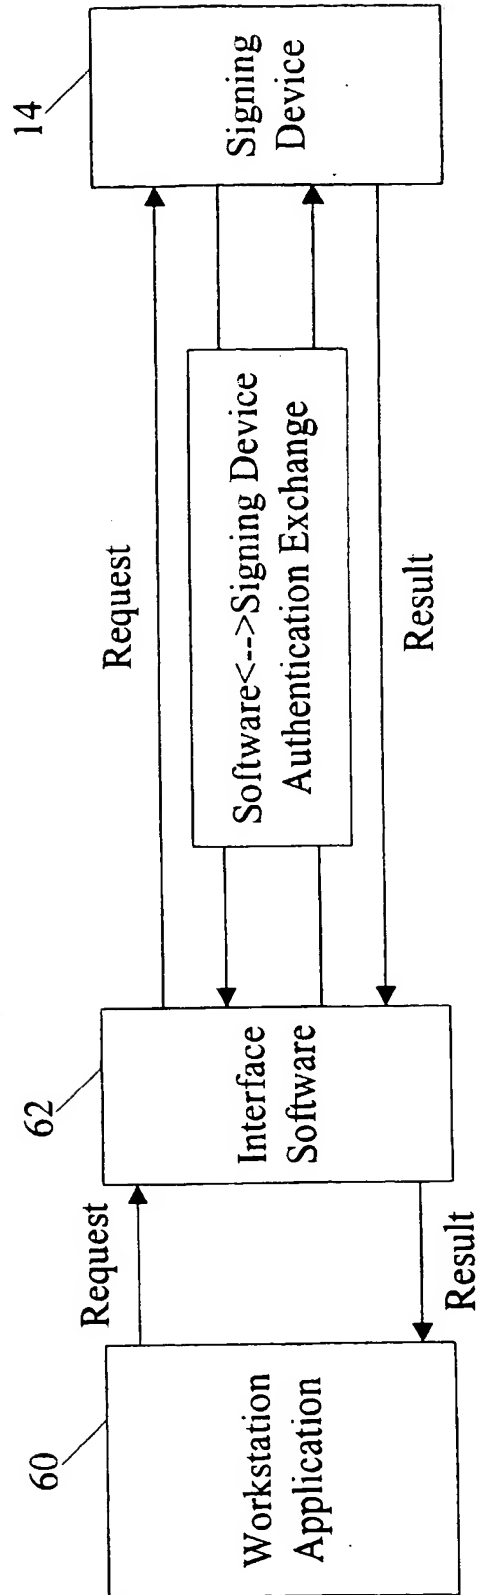 60
Workstation
Application
Request
Result
62
Interface
Software
Request
Software<-->Signing Device
Authentication Exchange
Result
14
Signing
Device